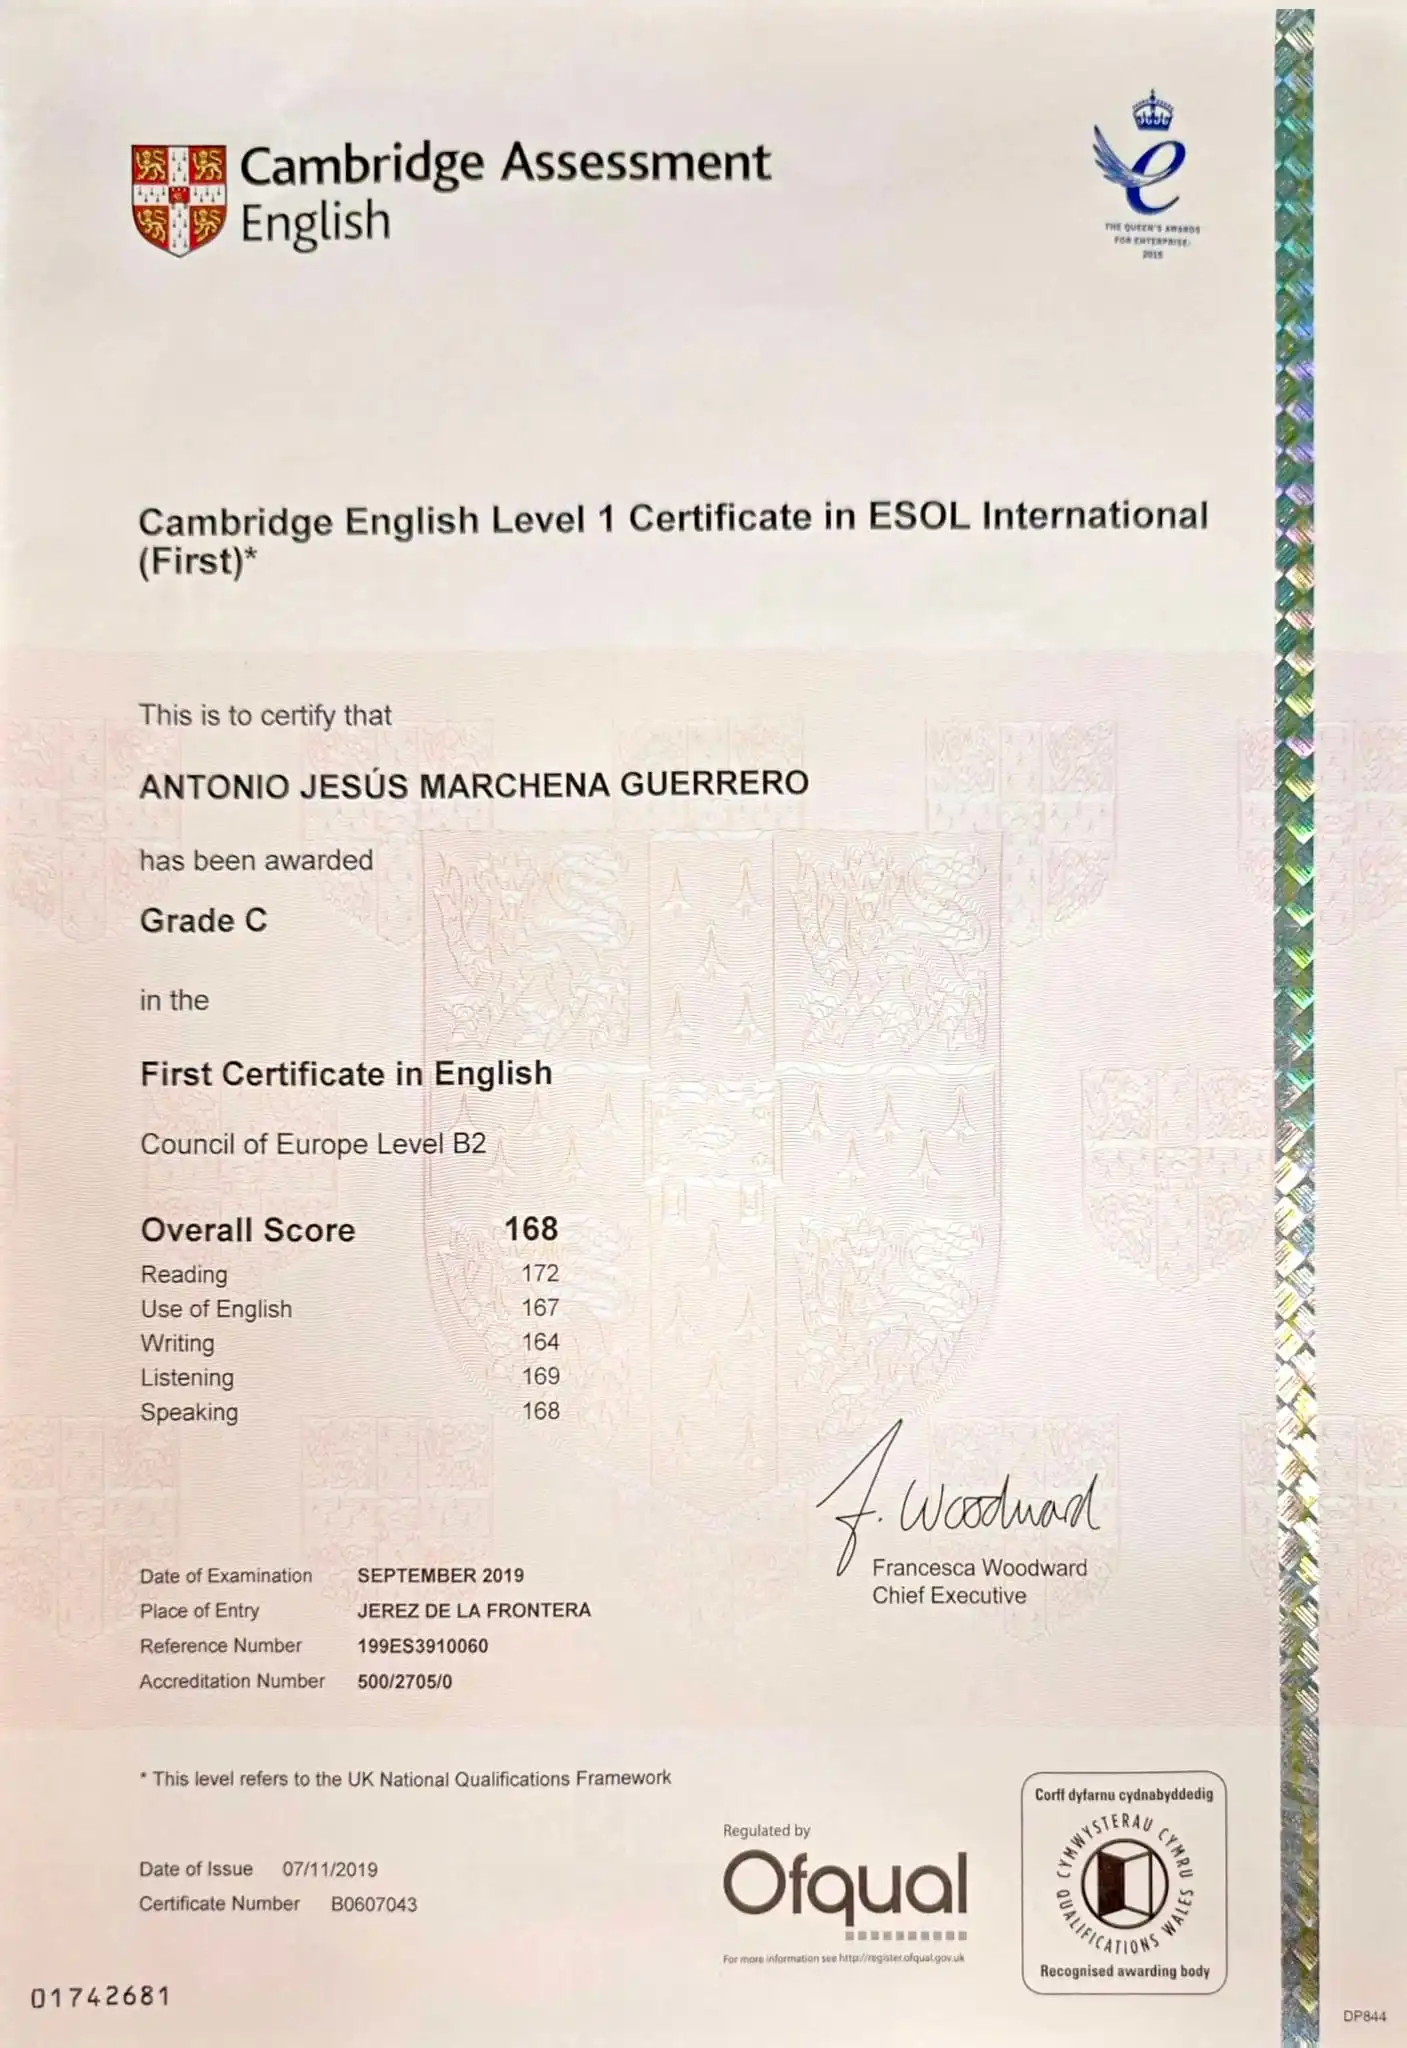 Cambridge Assessment
English
THE QUEEN'S AWARDS
FOR ENTERPRISE:
2015
Cambridge English Level 1 Certificate in ESOL International
(First)*
This is to certify that
ANTONIO JESÚS MARCHENA GUERRERO
has been awarded
Grade C
in the
First Certificate in English
Council of Europe Level B2
Overall Score 168
Reading 172
Use of English 167
Writing 164
Listening 169
Speaking 168
F. Woodward
Francesca Woodward
Chief Executive
Date of Examination SEPTEMBER 2019
Place of Entry JEREZ DE LA FRONTERA
Reference Number 199ES3910060
Accreditation Number 500/2705/0
* This level refers to the UK National Qualifications Framework
Date of Issue 07/11/2019
Certificate Number B0607043
Regulated by
Ofqual
For more information see http://register.ofqual.gov.uk
Corff dyfarnu cydnabyddedig
CYMWYSTERAU CYMRU
QUALIFICATIONS WALES
Recognised awarding body
01742681
DP844